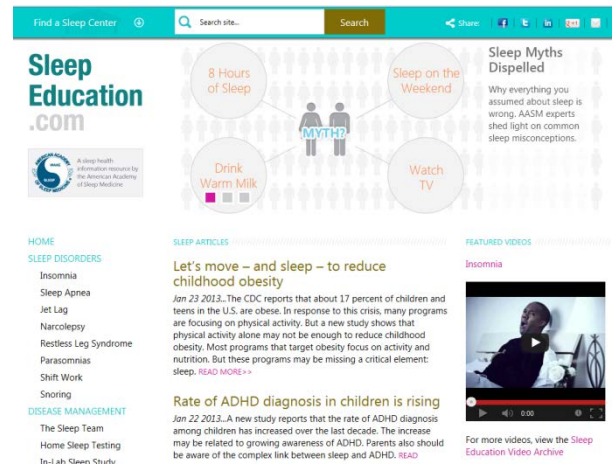 Find a Sleep Center
Search site...
Search
Share:
Sleep
Education
.com
A sleep health
information resource by
the American Academy
of Sleep Medicine
8 Hours
of Sleep
Sleep on the
Weekend
MYTH?
Drink
Warm Milk
Watch
TV
Sleep Myths
Dispelled
Why everything you
assumed about sleep is
wrong. AASM experts
shed light on common
sleep misconceptions.
HOME
SLEEP DISORDERS
Insomnia
Sleep Apnea
Jet Lag
Narcolepsy
Restless Leg Syndrome
Parasomnias
Shift Work
Snoring
DISEASE MANAGEMENT
The Sleep Team
Home Sleep Testing
In-Lab Sleep Study
SLEEP ARTICLES
Let's move – and sleep – to reduce
childhood obesity
Jan 23 2013...The CDC reports that about 17 percent of children and
teens in the U.S. are obese. In response to this crisis, many programs
are focusing on physical activity. But a new study shows that
physical activity alone may not be enough to reduce childhood
obesity. Most programs that target obesity focus on activity and
nutrition. But these programs may be missing a critical element:
sleep. READ MORE>>
Rate of ADHD diagnosis in children is rising
Jan 22 2013...A new study reports that the rate of ADHD diagnosis
among children has increased over the last decade. The increase
may be related to growing awareness of ADHD. Parents also should
be aware of the complex link between sleep and ADHD. READ
FEATURED VIDEOS
Insomnia
0:00
For more videos, view the Sleep
Education Video Archive